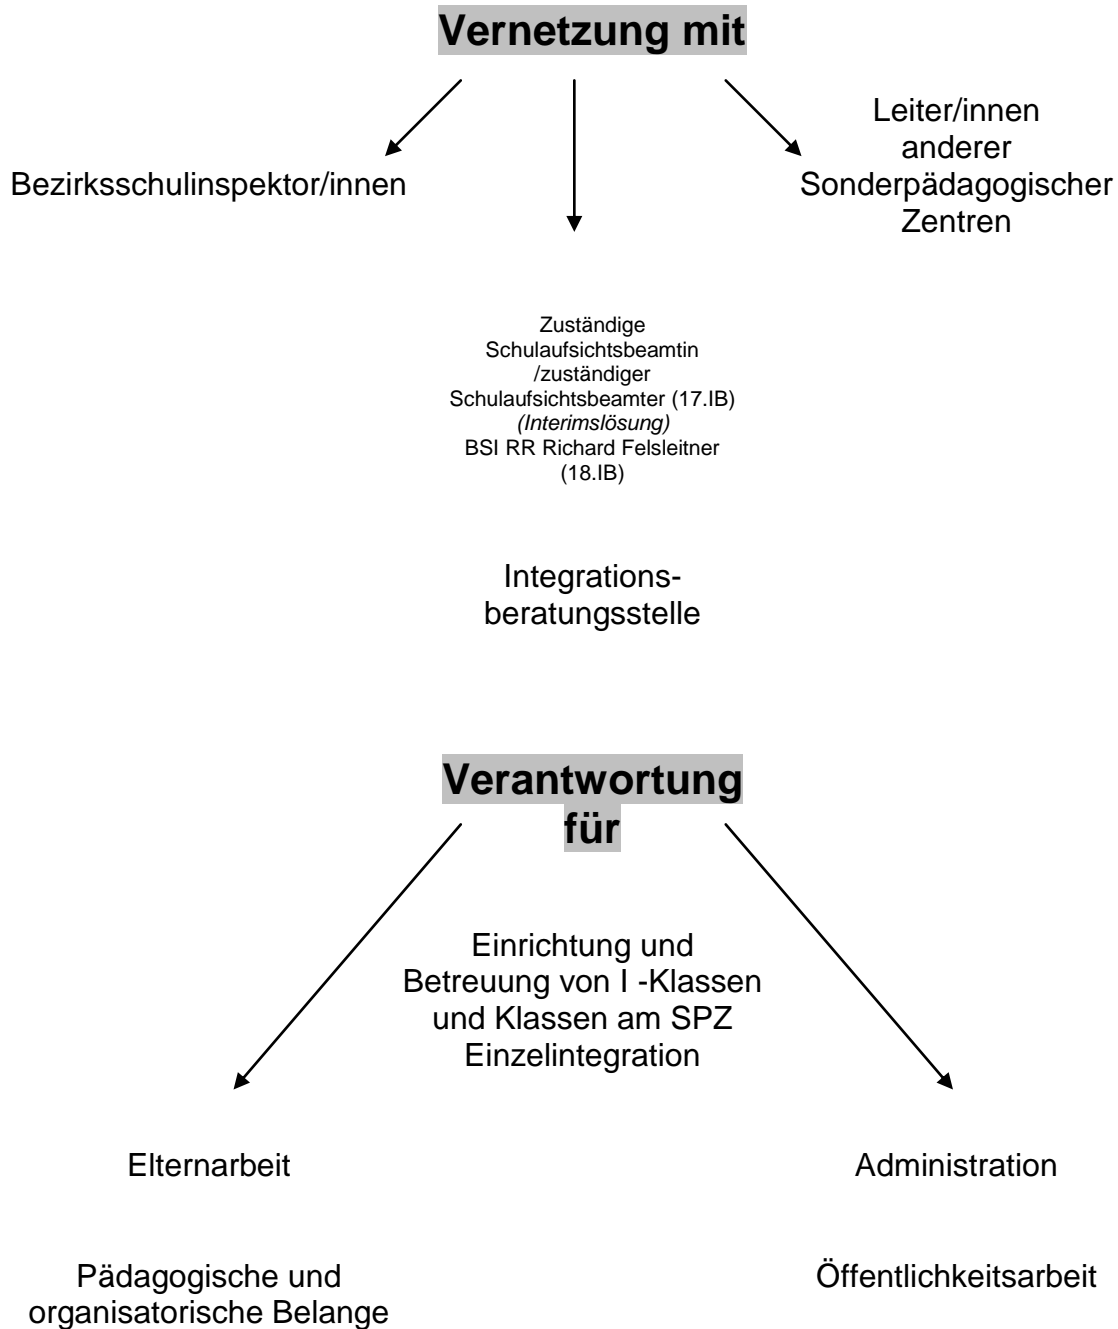 Vernetzung mit
Bezirksschulinspektor/innen
Leiter/innen
anderer
Sonderpädagogischer
Zentren
Zuständige
Schulaufsichtsbeamtin
/zuständiger
Schulaufsichtsbeamter (17.IB)
(Interimslösung)
BSI RR Richard Felsleitner
(18.IB)
Integrations-
beratungsstelle
Verantwortung
für
Einrichtung und
Betreuung von I -Klassen
und Klassen am SPZ
Einzelintegration
Elternarbeit
Administration
Pädagogische und
organisatorische Belange
Öffentlichkeitsarbeit